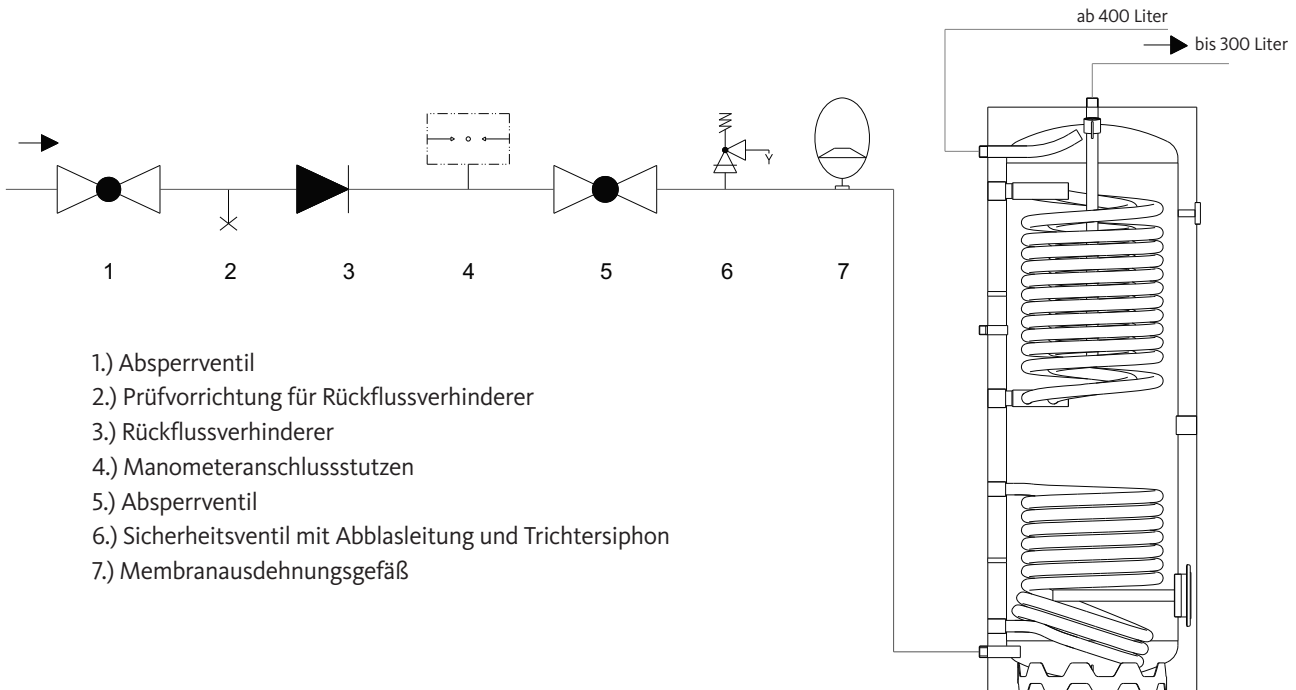 ab 400 Liter
bis 300 Liter
1 2 3 4 5 6 7
1.) Absperrventil
2.) Prüfvorrichtung für Rückflussverhinderer
3.) Rückflussverhinderer
4.) Manometeranschlussstutzen
5.) Absperrventil
6.) Sicherheitsventil mit Abblasleitung und Trichtersiphon
7.) Membranausdehnungsgefäß